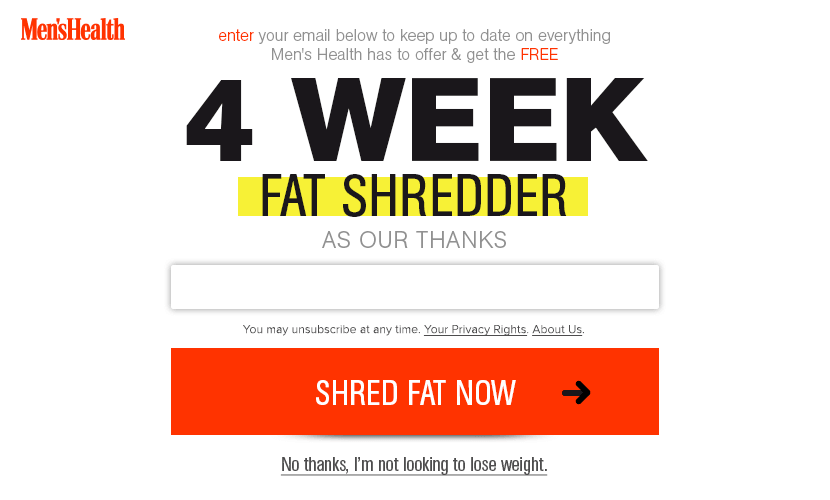 Men'sHealth
enter your email below to keep up to date on everything
Men's Health has to offer & get the FREE
4 WEEK
FAT SHREDDER
AS OUR THANKS
You may unsubscribe at any time. Your Privacy Rights. About Us.
SHRED FAT NOW
No thanks, I'm not looking to lose weight.